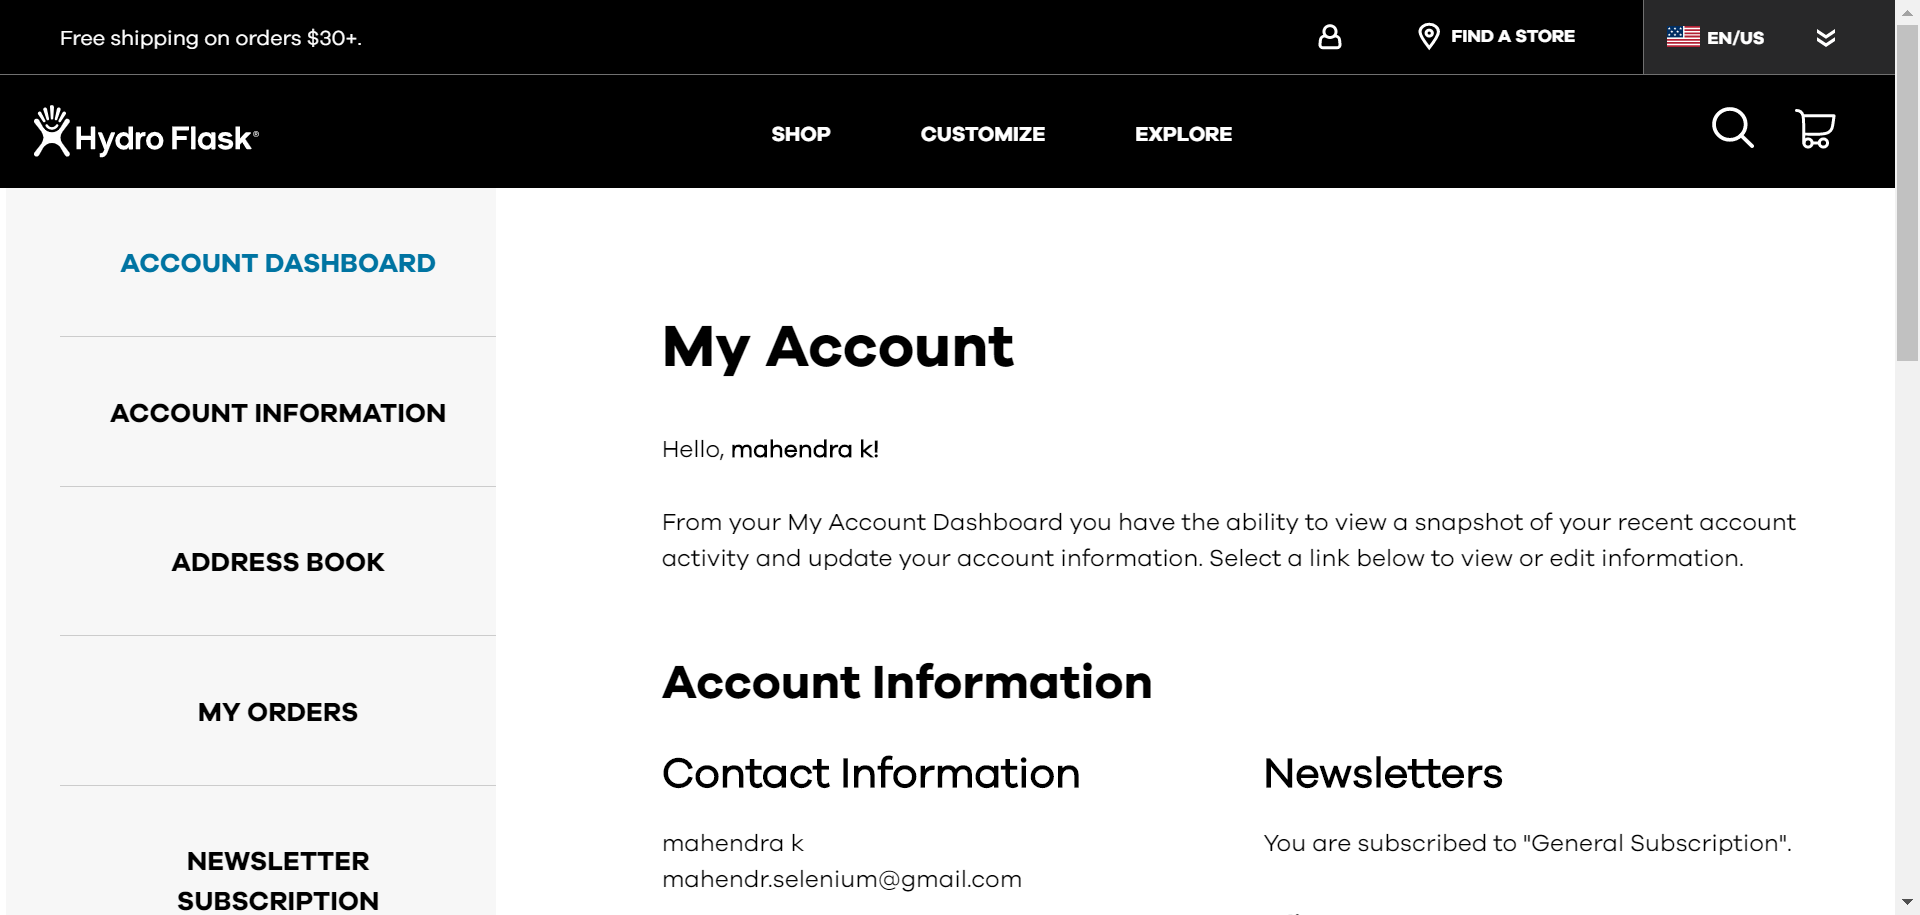 Free shipping on orders $30+.
FIND A STORE
EN/US
Hydro Flask®
SHOP
CUSTOMIZE
EXPLORE
ACCOUNT DASHBOARD
ACCOUNT INFORMATION
ADDRESS BOOK
MY ORDERS
NEWSLETTER
SUBSCRIPTION
My Account
Hello, mahendra k!
From your My Account Dashboard you have the ability to view a snapshot of your recent account
activity and update your account information. Select a link below to view or edit information.
Account Information
Contact Information
mahendra k
mahendr.selenium@gmail.com
Newsletters
You are subscribed to "General Subscription".